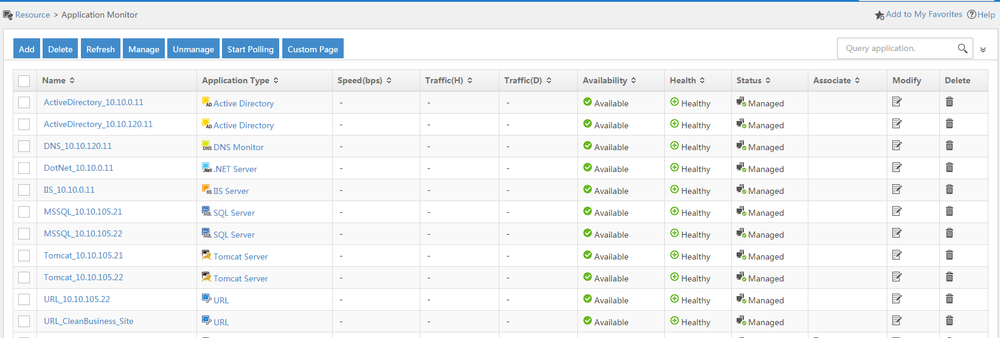 Resource > Application Monitor Add to My Favorites Help
Add Delete Refresh Manage Unmanage Start Polling Custom Page Query application.
Name Application Type Speed(bps) Traffic(H) Traffic(D) Availability Health Status Associate Modify Delete
ActiveDirectory_10.10.0.11 AD Active Directory - - - Available Healthy Managed
ActiveDirectory_10.10.120.11 AD Active Directory - - - Available Healthy Managed
DNS_10.10.120.11 DNS DNS Monitor - - - Available Healthy Managed
DotNet_10.10.0.11 .Net .NET Server - - - Available Healthy Managed
IIS_10.10.0.11 IIS IIS Server - - - Available Healthy Managed
MSSQL_10.10.105.21 MS SQL SQL Server - - - Available Healthy Managed
MSSQL_10.10.105.22 MS SQL SQL Server - - - Available Healthy Managed
Tomcat_10.10.105.21 Tomcat Server - - - Available Healthy Managed
Tomcat_10.10.105.22 Tomcat Server - - - Available Healthy Managed
URL_10.10.105.22 URL - - - Available Healthy Managed
URL_CleanBusiness_Site URL - - - Available Healthy Managed